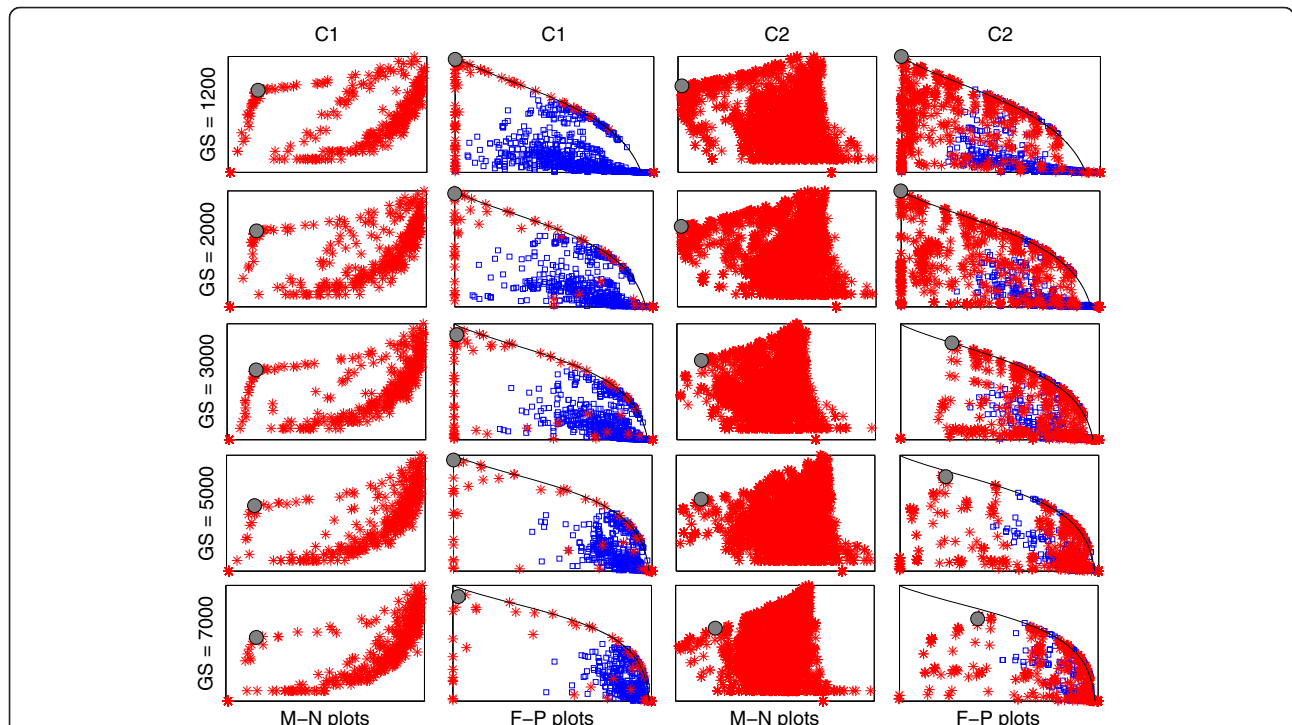 C1 C1 C2 C2
GS = 1200
GS = 2000
GS = 3000
GS = 5000
GS = 7000
M–N plots F–P plots M–N plots F–P plots